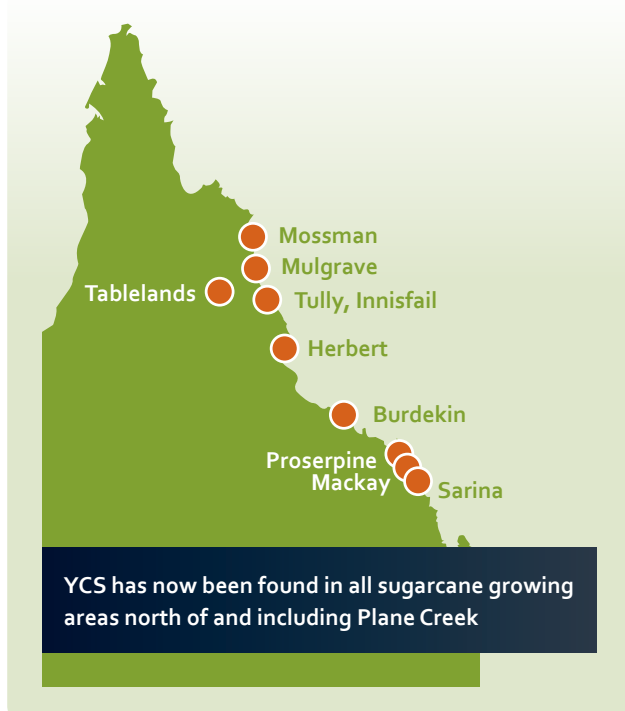 Mossman
Mulgrave
Tablelands
Tully, Innisfail
Herbert
Burdekin
Proserpine
Mackay
Sarina
YCS has now been found in all sugarcane growing
areas north of and including Plane Creek